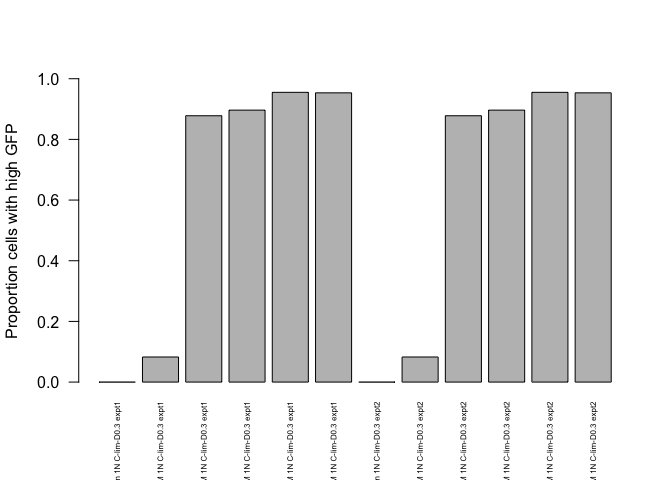 1.0
0.8
0.6
0.4
0.2
0.0
Proportion cells with high GFP
1N C-lim-D0.3 expt1
1N C-lim-D0.3 expt1
1N C-lim-D0.3 expt1
1N C-lim-D0.3 expt1
1N C-lim-D0.3 expt1
1N C-lim-D0.3 expt1
1N C-lim-D0.3 expt2
1N C-lim-D0.3 expt2
1N C-lim-D0.3 expt2
1N C-lim-D0.3 expt2
1N C-lim-D0.3 expt2
1N C-lim-D0.3 expt2